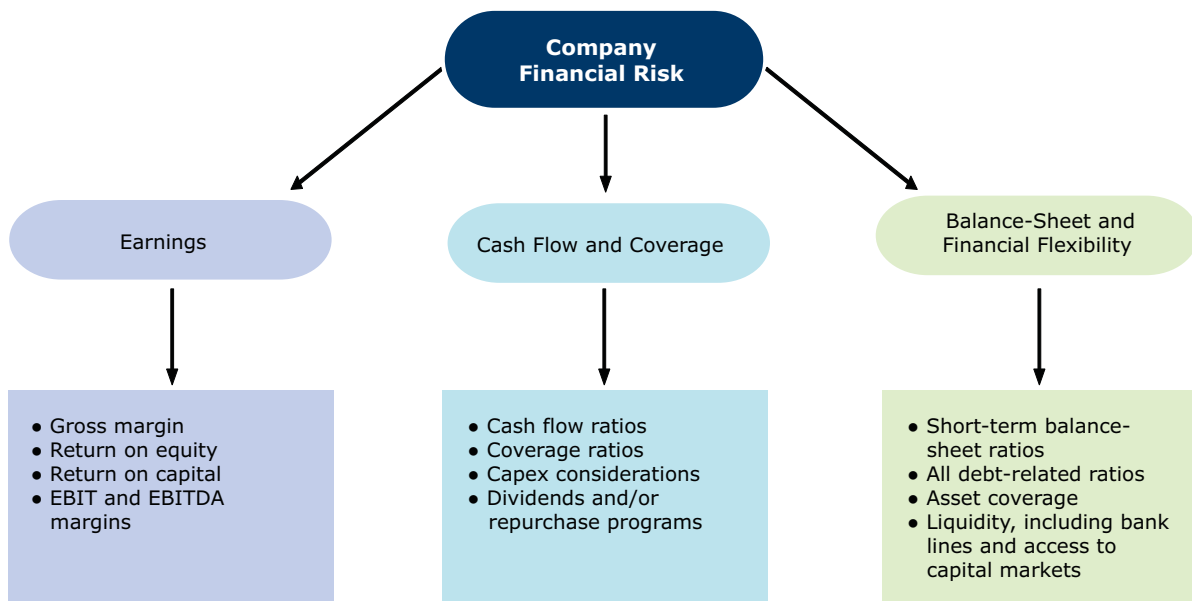 Company
Financial Risk
Earnings
Cash Flow and Coverage
Balance-Sheet and
Financial Flexibility
● Gross margin
● Return on equity
● Return on capital
● EBIT and EBITDA
margins
● Cash flow ratios
● Coverage ratios
● Capex considerations
● Dividends and/or
repurchase programs
● Short-term balance-
sheet ratios
● All debt-related ratios
● Asset coverage
● Liquidity, including bank
lines and access to
capital markets